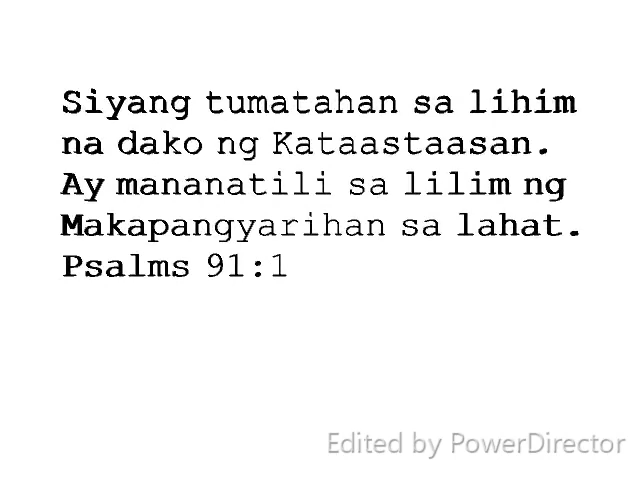 Siyang tumatahan sa lihim
na dako ng Kataastaasan.
Ay mananatili sa lilim ng
Makapangyarihan sa lahat.
Psalms 91:1
Edited by PowerDirector